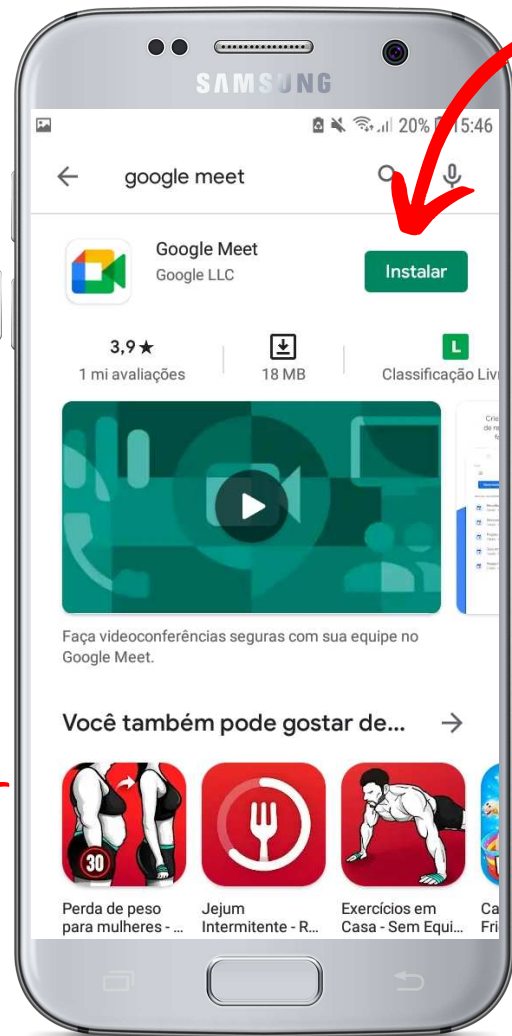 SAMSUNG
20% 15:46
google meet
Google Meet
Google LLC
Instalar
3,9 ★
1 mi avaliações
18 MB
L
Classificação Liv
Faça videoconferências seguras com sua equipe no
Google Meet.
Você também pode gostar de...
30
Perda de peso
para mulheres - ...
Jejum
Intermitente - R...
Exercícios em
Casa - Sem Equi...
Ca
Fri